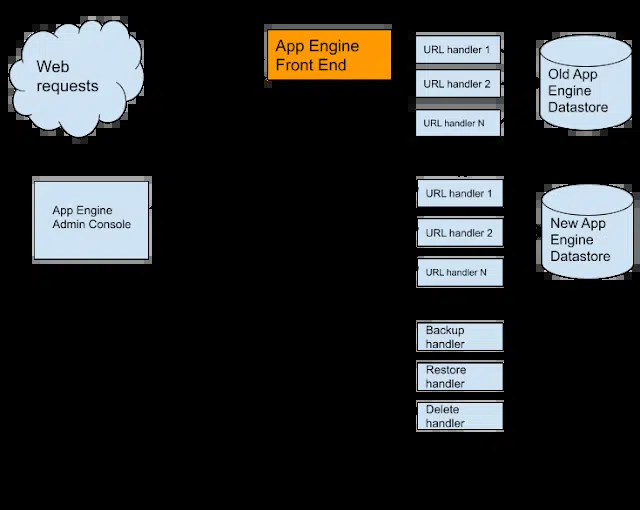 Web
requests
App Engine
Front End
URL handler 1
URL handler 2
URL handler N
Old App
Engine
Datastore
App Engine
Admin Console
URL handler 1
URL handler 2
URL handler N
New App
Engine
Datastore
Backup
handler
Restore
handler
Delete
handler